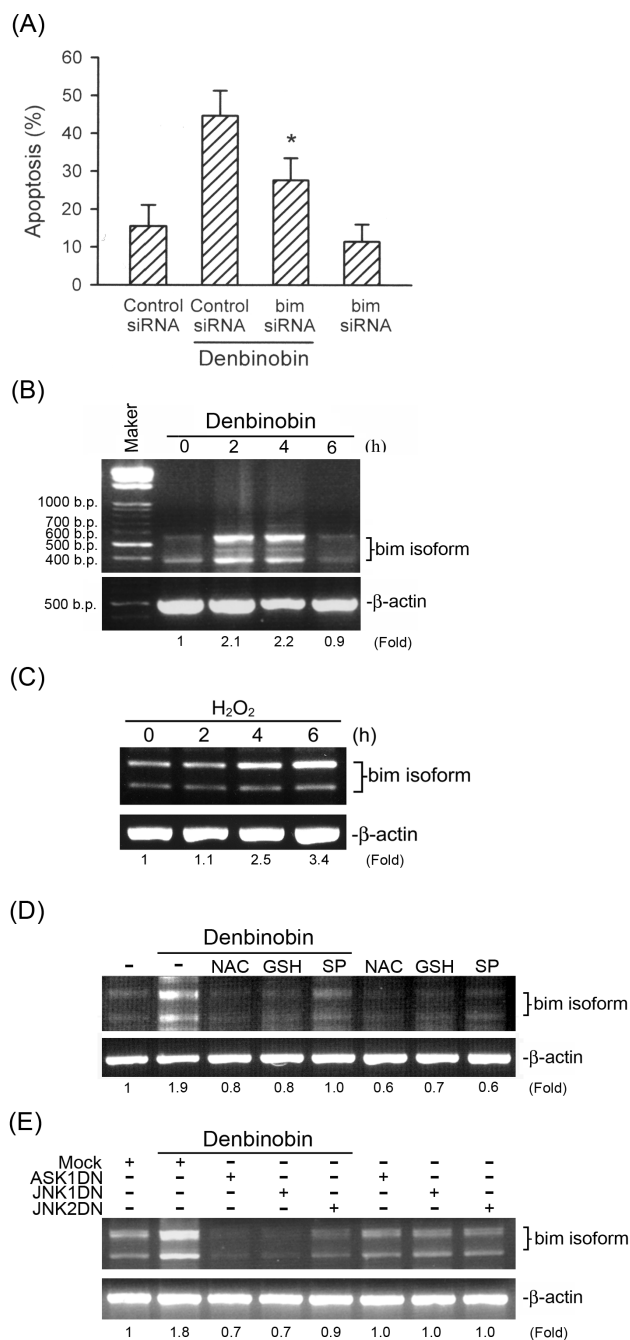 (A)
60
50
40
30
20
10
0
Apoptosis (%)
*
Control siRNA
Control siRNA
bim siRNA
bim siRNA
Denbinobin
(B)
Maker
Denbinobin
0 2 4 6 (h)
1000 b.p.
700 b.p.
600 b.p.
500 b.p.
400 b.p.
bim isoform
500 b.p.
-β-actin
1 2.1 2.2 0.9 (Fold)
(C)
H₂O₂
0 2 4 6 (h)
bim isoform
-β-actin
1 1.1 2.5 3.4 (Fold)
(D)
Denbinobin
- - NAC GSH SP NAC GSH SP
bim isoform
-β-actin
1 1.9 0.8 0.8 1.0 0.6 0.7 0.6 (Fold)
(E)
Denbinobin
Mock + + - - - - - -
ASK1DN - - + - - + - -
JNK1DN - - - + - - + -
JNK2DN - - - - + - - +
bim isoform
-β-actin
1 1.8 0.7 0.7 0.9 1.0 1.0 1.0 (Fold)